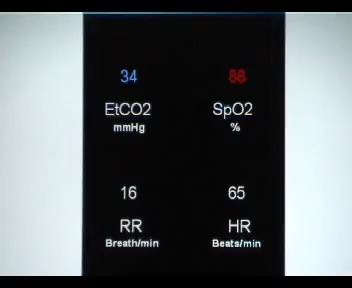 34 88
EtCO2 SpO2
mmHg %
16 65
RR HR
Breath/min Beats/min